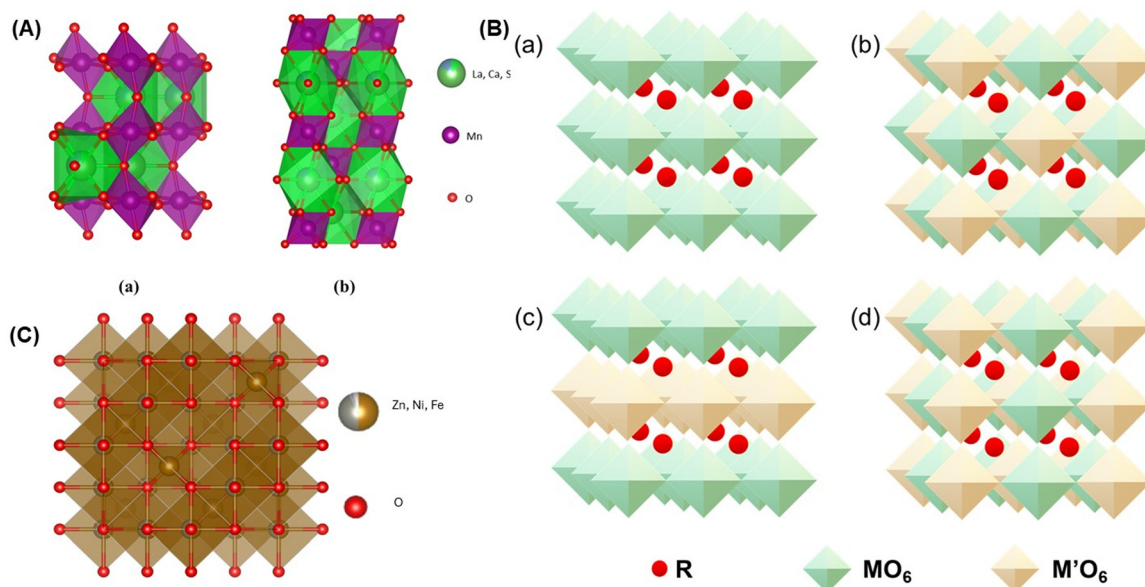 (A)
La, Ca, S
Mn
O
(a)
(b)
(B)
(a)
(b)
(c)
(d)
R
MO₆
M'O₆
(C)
Zn, Ni, Fe
O